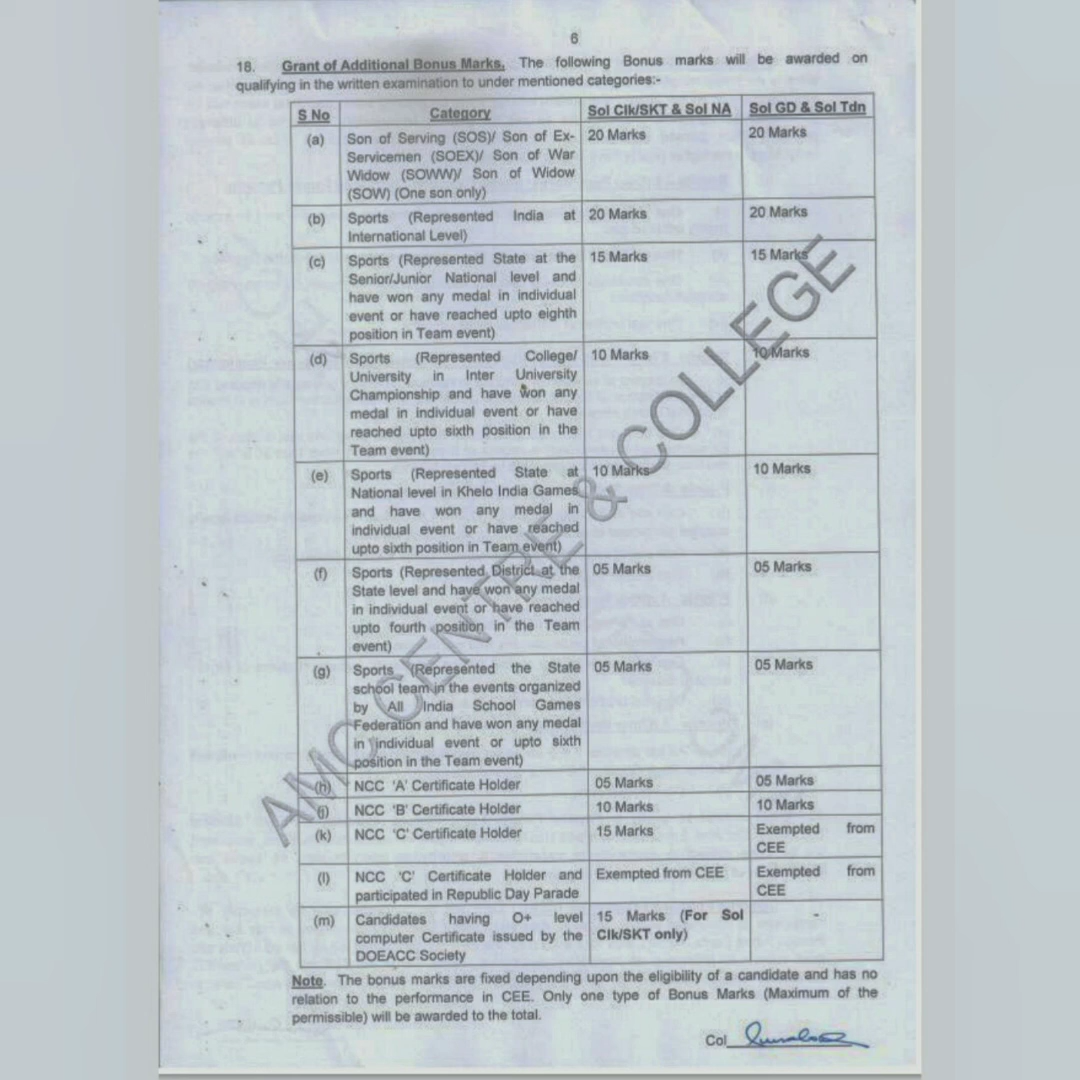 6
18. Grant of Additional Bonus Marks. The following Bonus marks will be awarded on
qualifying in the written examination to under mentioned categories:-
S No Category Sol Clk/SKT & Sol NA Sol GD & Sol Tdn
(a) Son of Serving (SOS)/ Son of Ex- 20 Marks 20 Marks
Servicemen (SOEX)/ Son of War
Widow (SOWW)/ Son of Widow
(SOW) (One son only)
(b) Sports (Represented India at 20 Marks 20 Marks
International Level)
(c) Sports (Represented State at the 15 Marks 15 Marks
Senior/Junior National level and
have won any medal in individual
event or have reached upto eighth
position in Team event)
(d) Sports (Represented College/ 10 Marks 10 Marks
University in Inter University
Championship and have won any
medal in individual event or have
reached upto sixth position in the
Team event)
(e) Sports (Represented State at 10 Marks 10 Marks
National level in Khelo India Games
and have won any medal in
individual event or have reached
upto sixth position in Team event)
(f) Sports (Represented District at the 05 Marks 05 Marks
State level and have won any medal
in individual event or have reached
upto fourth position in the Team
event)
(g) Sports (Represented the State 05 Marks 05 Marks
school team in the events organized
by All India School Games
Federation and have won any medal
in individual event or upto sixth
position in the Team event)
(h) NCC 'A' Certificate Holder 05 Marks 05 Marks
(j) NCC 'B' Certificate Holder 10 Marks 10 Marks
(k) NCC 'C' Certificate Holder 15 Marks Exempted from
CEE
(l) NCC 'C' Certificate Holder and Exempted from CEE Exempted from
participated in Republic Day Parade CEE
(m) Candidates having O+ level 15 Marks (For Sol -
computer Certificate issued by the Clk/SKT only)
DOEACC Society
Note. The bonus marks are fixed depending upon the eligibility of a candidate and has no
relation to the performance in CEE. Only one type of Bonus Marks (Maximum of the
permissible) will be awarded to the total.
Col
AMC CENTRE & COLLEGE